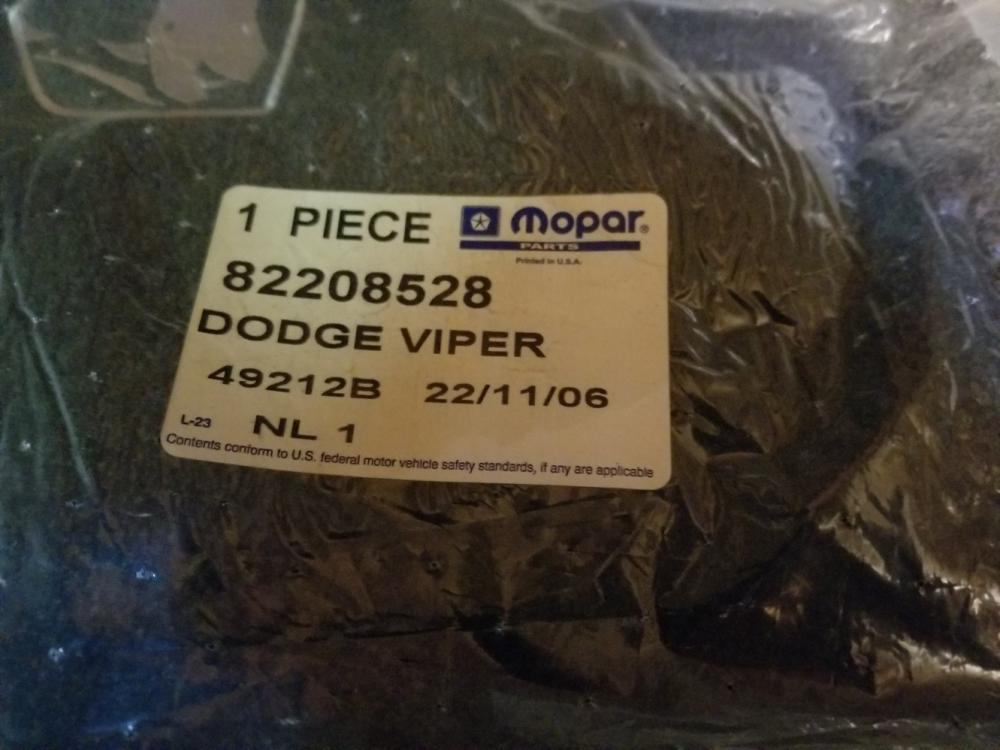 1 PIECE Mopar®
PARTS
Printed in U.S.A.
82208528
DODGE VIPER
49212B 22/11/06
L-23 NL 1
Contents conform to U.S. federal motor vehicle safety standards, if any are applicable